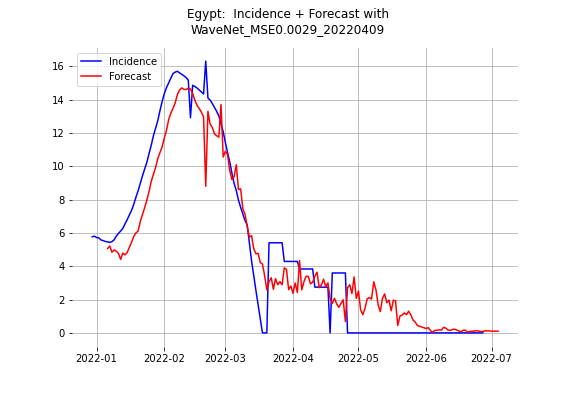 Egypt:  Incidence + Forecast with
WaveNet_MSE0.0029_20220409
Incidence
Forecast
16
14
12
10
8
6
4
2
0
2022-01 2022-02 2022-03 2022-04 2022-05 2022-06 2022-07